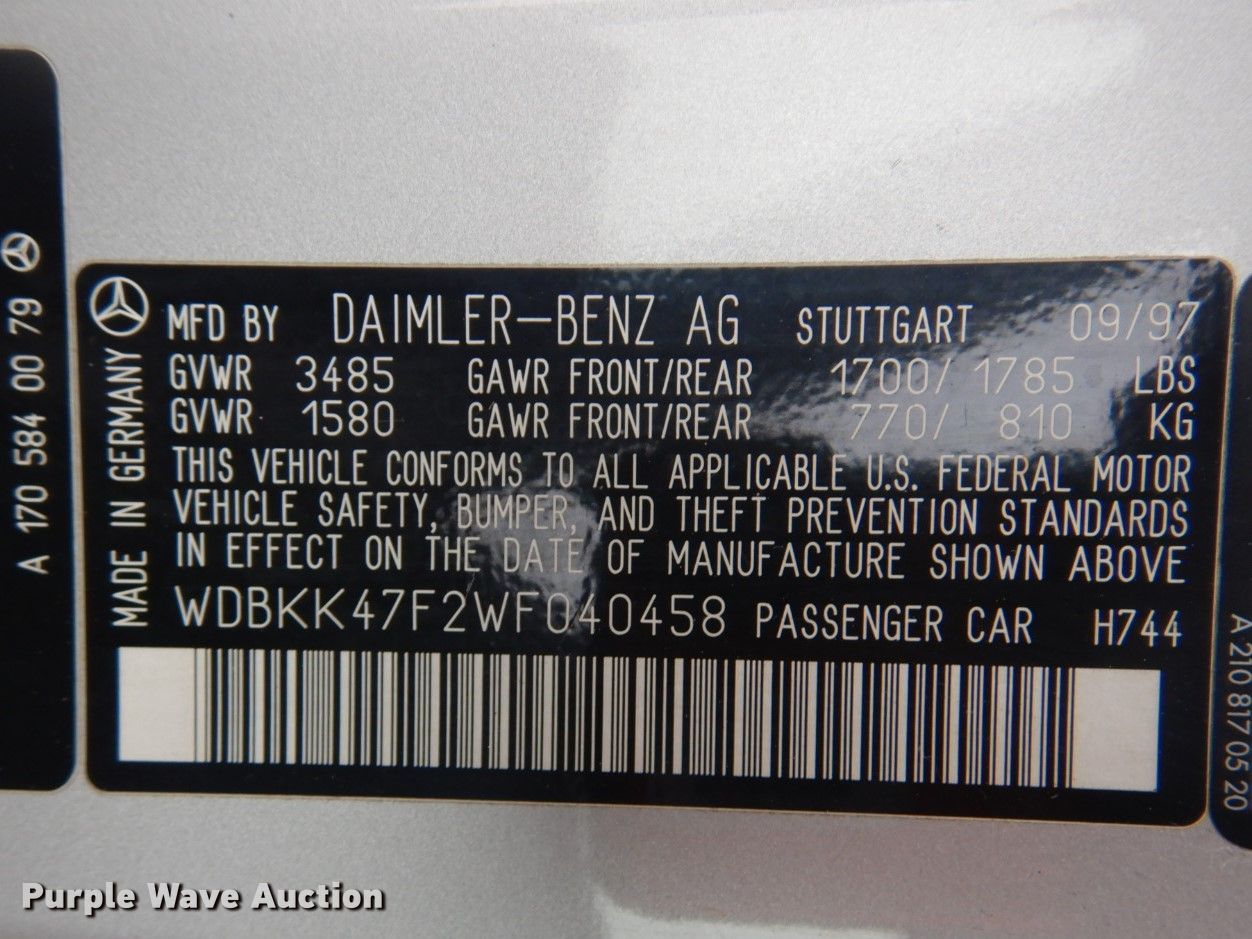 A 170 584 00 79
MADE IN GERMANY
MFD BY DAIMLER-BENZ AG STUTTGART 09/97
GVWR 3485 GAWR FRONT/REAR 1700/ 1785 LBS
GVWR 1580 GAWR FRONT/REAR 770/ 810 KG
THIS VEHICLE CONFORMS TO ALL APPLICABLE U.S. FEDERAL MOTOR
VEHICLE SAFETY, BUMPER, AND THEFT PREVENTION STANDARDS
IN EFFECT ON THE DATE OF MANUFACTURE SHOWN ABOVE
WDBKK47F2WF040458 PASSENGER CAR H744
A 210 817 05 20
Purple Wave Auction